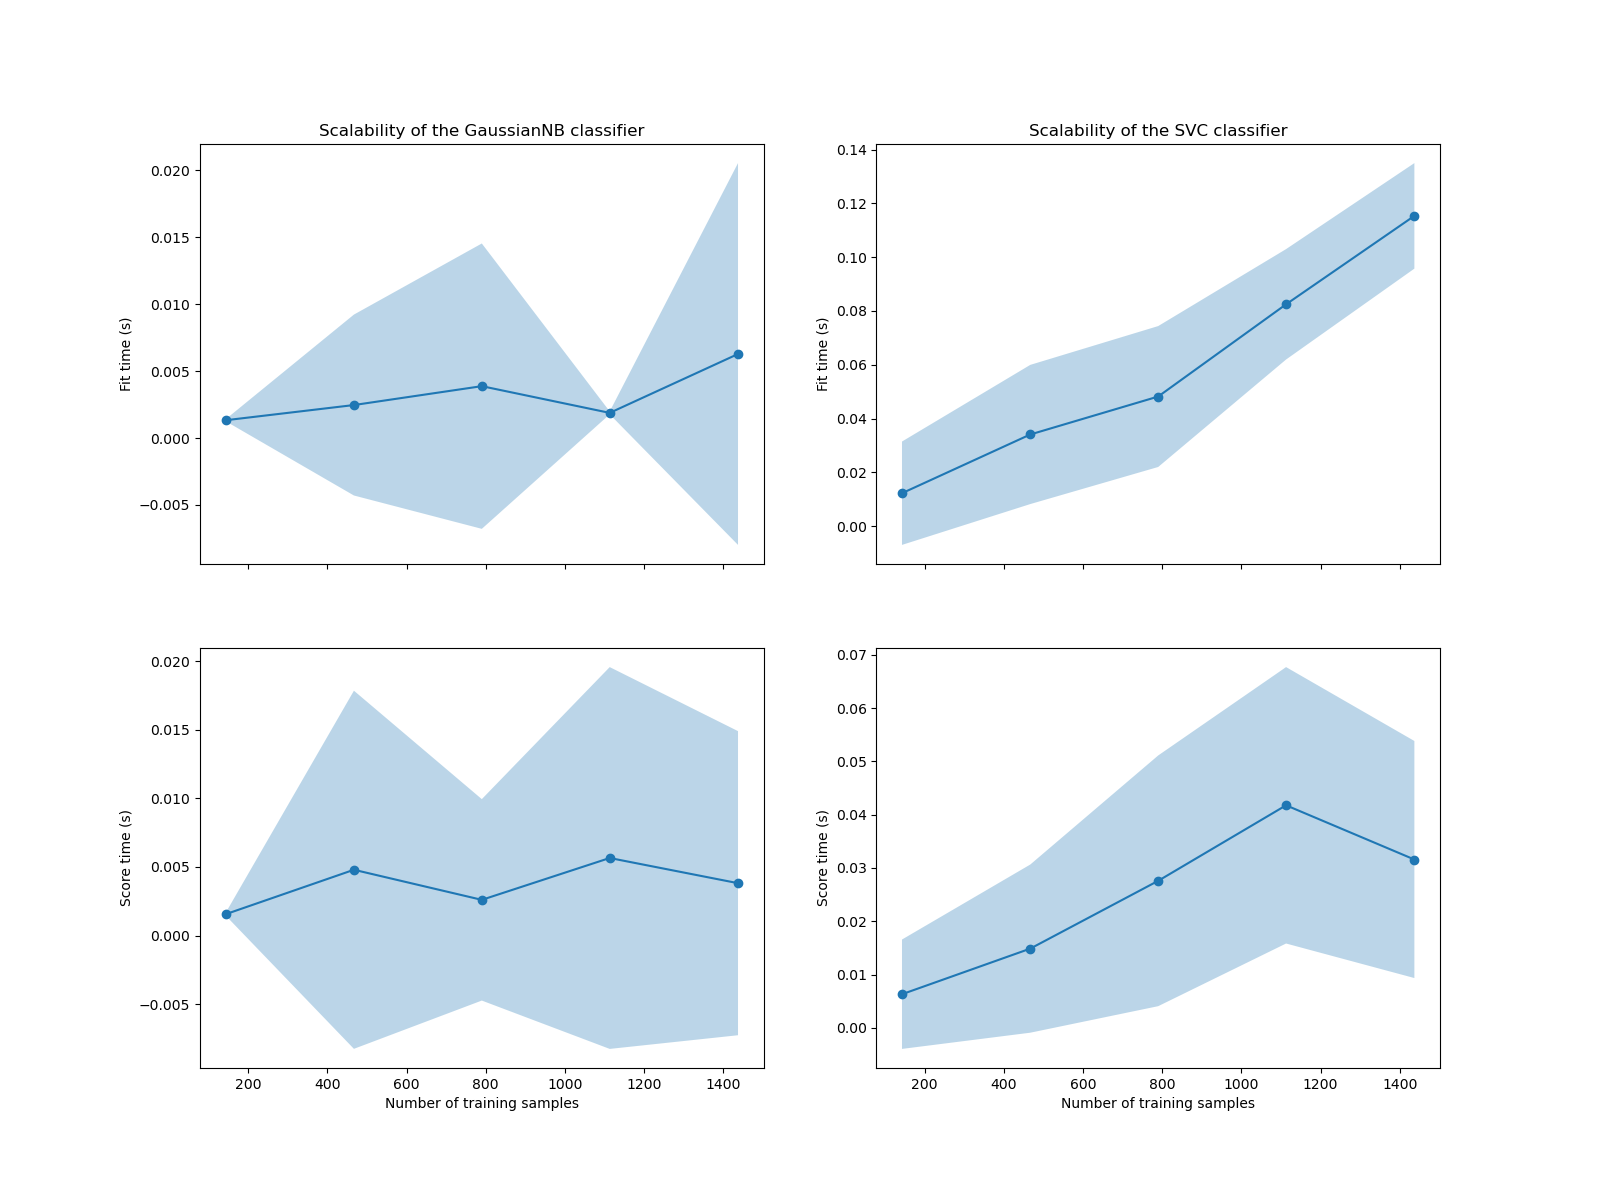 Scalability of the GaussianNB classifier
0.020
0.015
0.010
0.005
0.000
−0.005
Fit time (s)
Scalability of the SVC classifier
0.14
0.12
0.10
0.08
0.06
0.04
0.02
0.00
Fit time (s)
0.020
0.015
0.010
0.005
0.000
−0.005
Score time (s)
200 400 600 800 1000 1200 1400
Number of training samples
0.07
0.06
0.05
0.04
0.03
0.02
0.01
0.00
Score time (s)
200 400 600 800 1000 1200 1400
Number of training samples